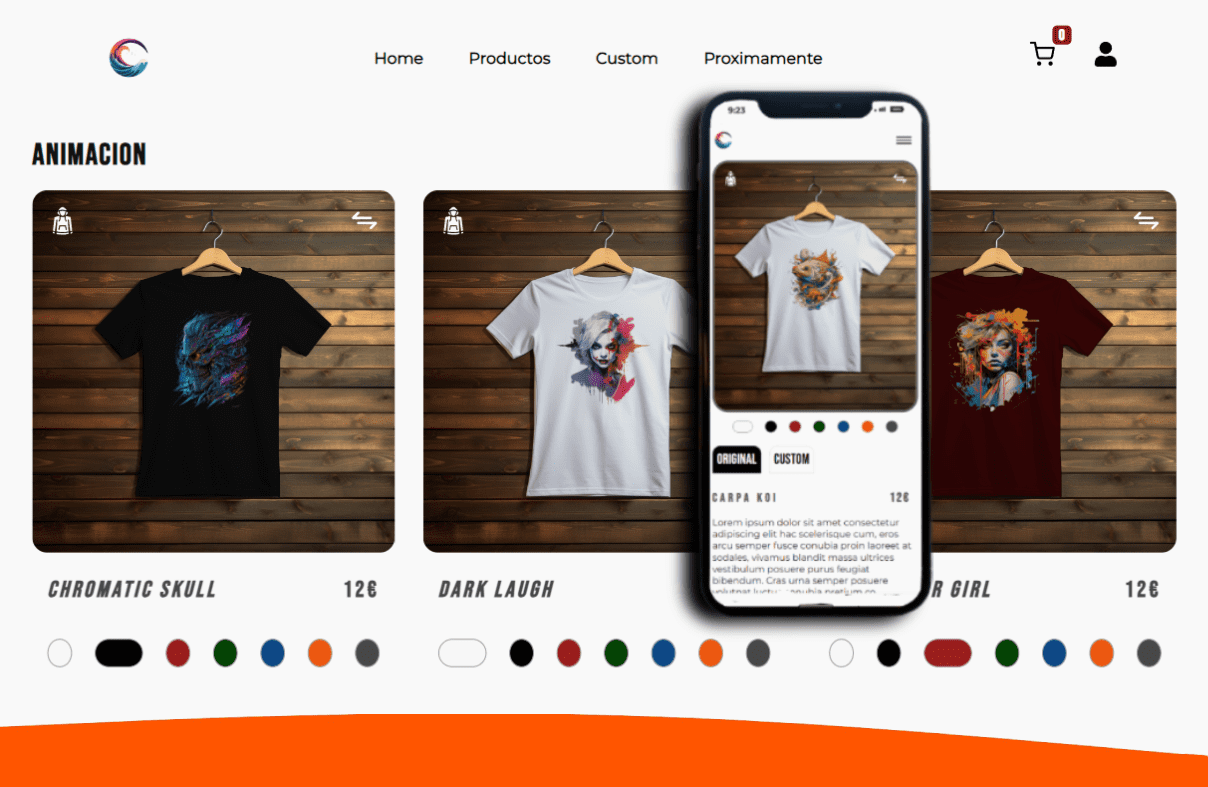 Home Productos Custom Proximamente
0
ANIMACION
CHROMATIC SKULL 12€
DARK LAUGH
R GIRL 12€
9:23
ORIGINAL CUSTOM
CARPA KOI 12€
Lorem ipsum dolor sit amet consectetur
adipiscing elit hac scelerisque cum, eros
arcu semper fusce conubia proin laoreet at
sodales, vivamus blandit massa ultrices
vestibulum posuere purus feugiat
bibendum. Cras urna semper posuere